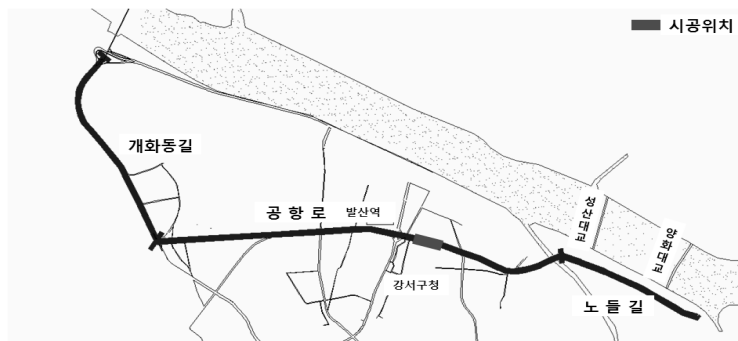 시공위치
개화동길
공 항 로
발산역
강서구청
성산대교
양화대교
노 들 길